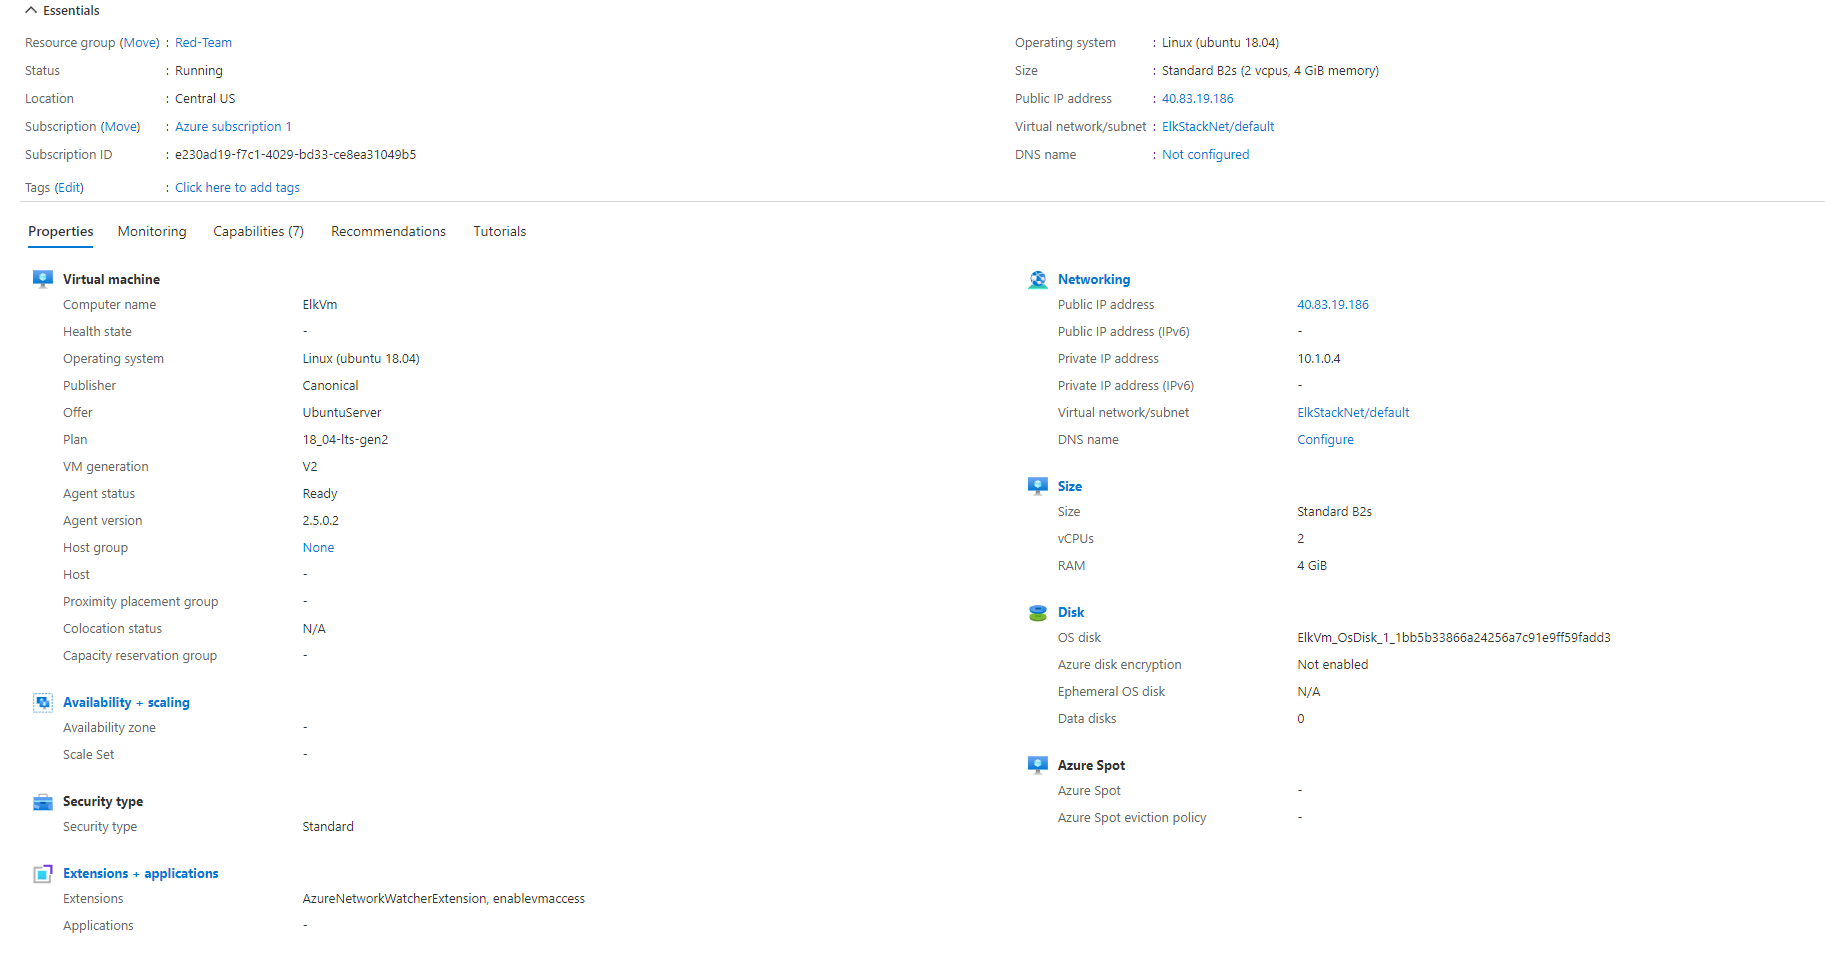 Essentials
Resource group (Move) : Red-Team
Status : Running
Location : Central US
Subscription (Move) : Azure subscription 1
Subscription ID : e230ad19-f7c1-4029-bd33-ce8ea31049b5
Tags (Edit) : Click here to add tags
Operating system : Linux (ubuntu 18.04)
Size : Standard B2s (2 vcpus, 4 GiB memory)
Public IP address : 40.83.19.186
Virtual network/subnet : ElkStackNet/default
DNS name : Not configured
Properties Monitoring Capabilities (7) Recommendations Tutorials
Virtual machine
Computer name ElkVm
Health state -
Operating system Linux (ubuntu 18.04)
Publisher Canonical
Offer UbuntuServer
Plan 18_04-lts-gen2
VM generation V2
Agent status Ready
Agent version 2.5.0.2
Host group None
Host -
Proximity placement group -
Colocation status N/A
Capacity reservation group -
Availability + scaling
Availability zone -
Scale Set -
Security type
Security type Standard
Extensions + applications
Extensions AzureNetworkWatcherExtension, enablevmaccess
Applications -
Networking
Public IP address 40.83.19.186
Public IP address (IPv6) -
Private IP address 10.1.0.4
Private IP address (IPv6) -
Virtual network/subnet ElkStackNet/default
DNS name Configure
Size
Size Standard B2s
vCPUs 2
RAM 4 GiB
Disk
OS disk ElkVm_OsDisk_1_1bb5b33866a24256a7c91e9ff59fadd3
Azure disk encryption Not enabled
Ephemeral OS disk N/A
Data disks 0
Azure Spot
Azure Spot -
Azure Spot eviction policy -